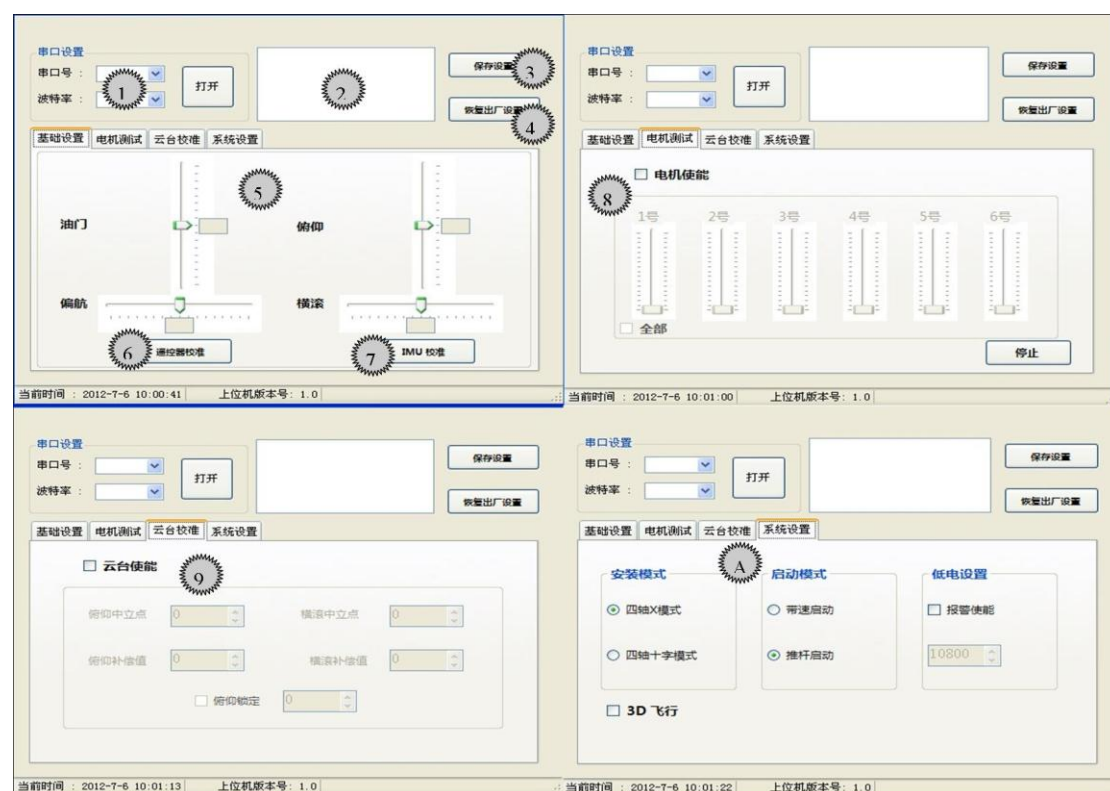 串口设置
串口号 :
波特率 :
打开
保存设置
恢复出厂设置
1
2
3
4
基础设置 电机测试 云台校准 系统设置
5
油门
俯仰
偏航
横滚
6
遥控器校准
7
IMU 校准
当前时间 : 2012-7-6 10:00:41 上位机版本号: 1.0
串口设置
串口号 :
波特率 :
打开
保存设置
恢复出厂设置
基础设置 电机测试 云台校准 系统设置
电机使能
8
1号 2号 3号 4号 5号 6号
全部
停止
当前时间 : 2012-7-6 10:01:00 上位机版本号: 1.0
串口设置
串口号 :
波特率 :
打开
保存设置
恢复出厂设置
基础设置 电机测试 云台校准 系统设置
云台使能
9
俯仰中立点 0 横滚中立点 0
俯仰补偿值 0 横滚补偿值 0
俯仰锁定 0
当前时间 : 2012-7-6 10:01:13 上位机版本号: 1.0
串口设置
串口号 :
波特率 :
打开
保存设置
恢复出厂设置
基础设置 电机测试 云台校准 系统设置
A
安装模式 启动模式 低电设置
四轴X模式 带速启动 报警使能
四轴十字模式 推杆启动 10800
3D 飞行
当前时间 : 2012-7-6 10:01:22 上位机版本号: 1.0